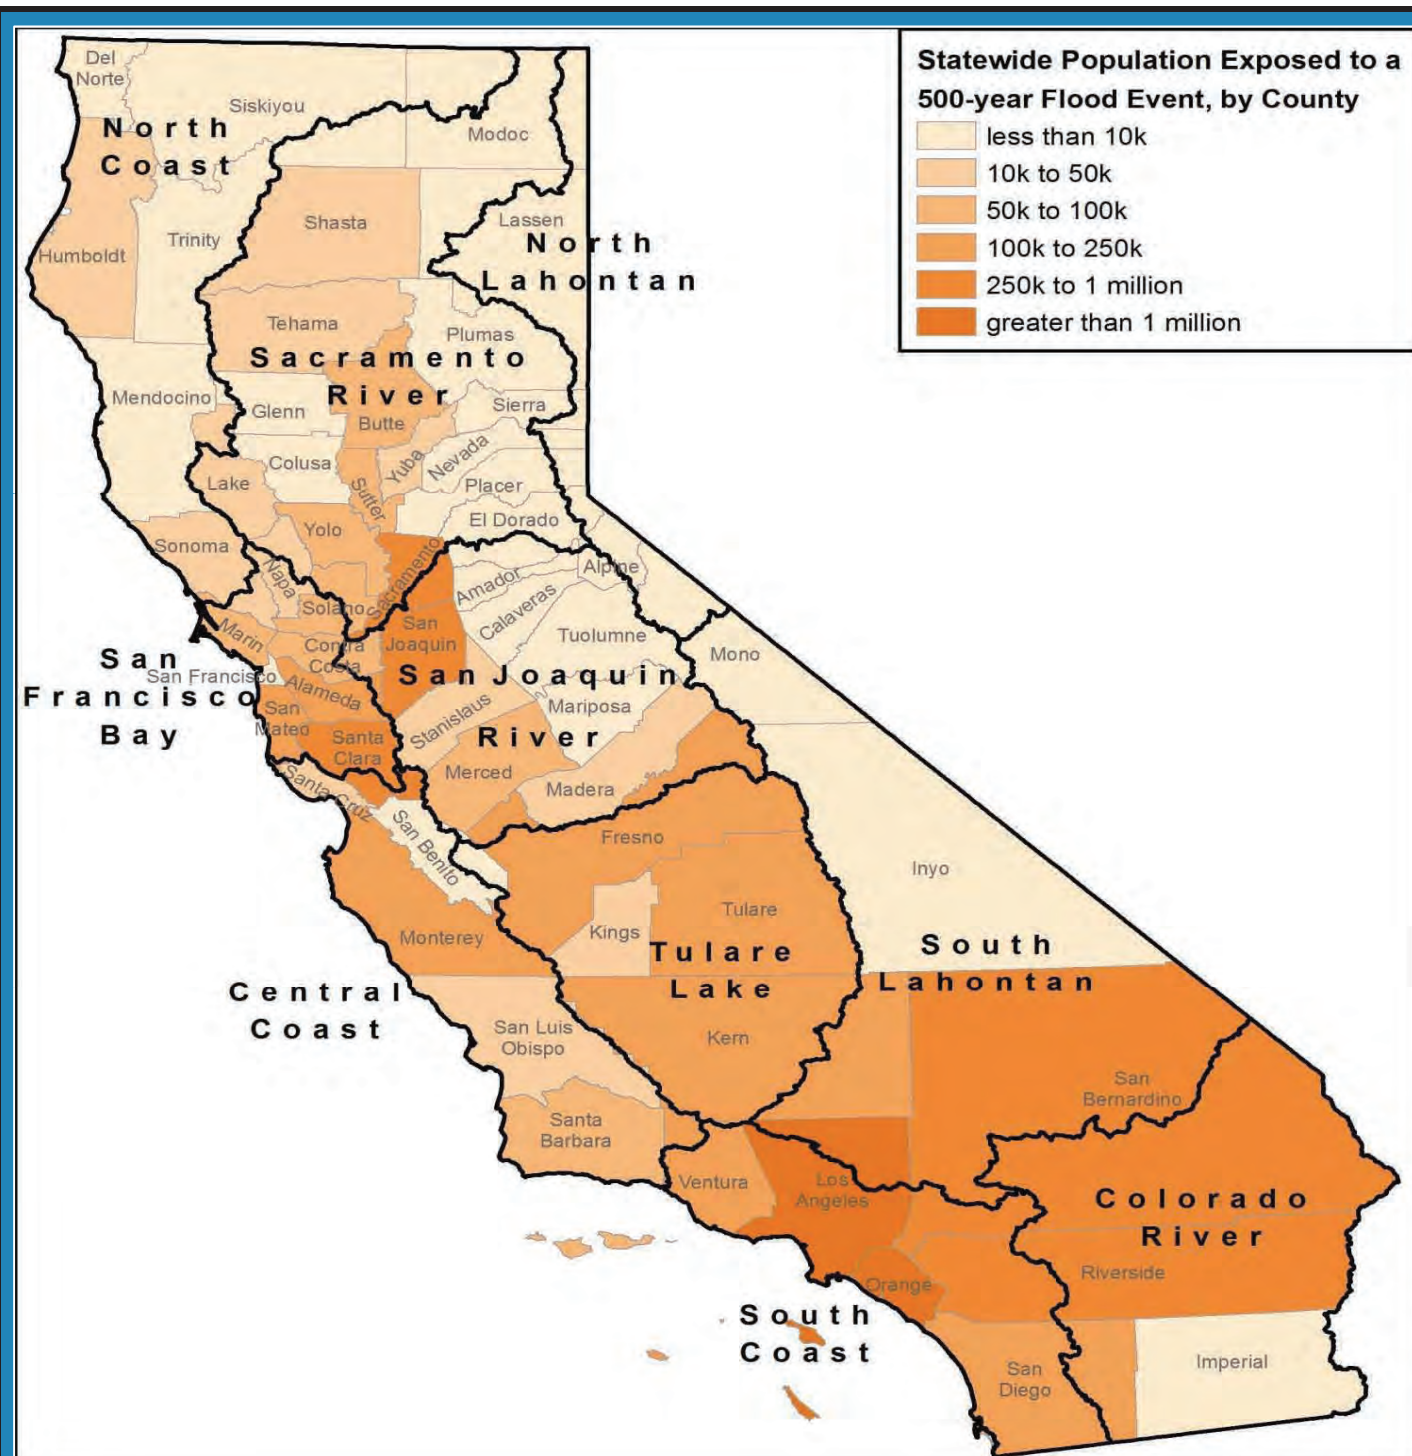 Statewide Population Exposed to a
500-year Flood Event, by County
less than 10k
10k to 50k
50k to 100k
100k to 250k
250k to 1 million
greater than 1 million
Del
Norte
Siskiyou
Modoc
North
Coast
Shasta
Lassen
Trinity
Humboldt
North
Lahontan
Tehama
Plumas
Sacramento
River
Mendocino
Glenn
Butte
Sierra
Colusa
Yuba
Nevada
Lake
Sutter
Placer
El Dorado
Yolo
Sonoma
Napa
Sacramento
Amador
Alpine
Solano
Calaveras
Marin
San
Joaquin
Tuolumne
Contra
Costa
Mono
San
Francisco
Bay
San Francisco
Alameda
San Joaquin
River
San
Mateo
Stanislaus
Mariposa
Santa
Clara
Merced
Madera
Santa Cruz
San Benito
Fresno
Inyo
Monterey
Kings
Tulare
Tulare
Lake
South
Lahontan
Central
Coast
San Luis
Obispo
Kern
San
Bernardino
Santa
Barbara
Ventura
Los
Angeles
Colorado
River
Orange
Riverside
South
Coast
San
Diego
Imperial